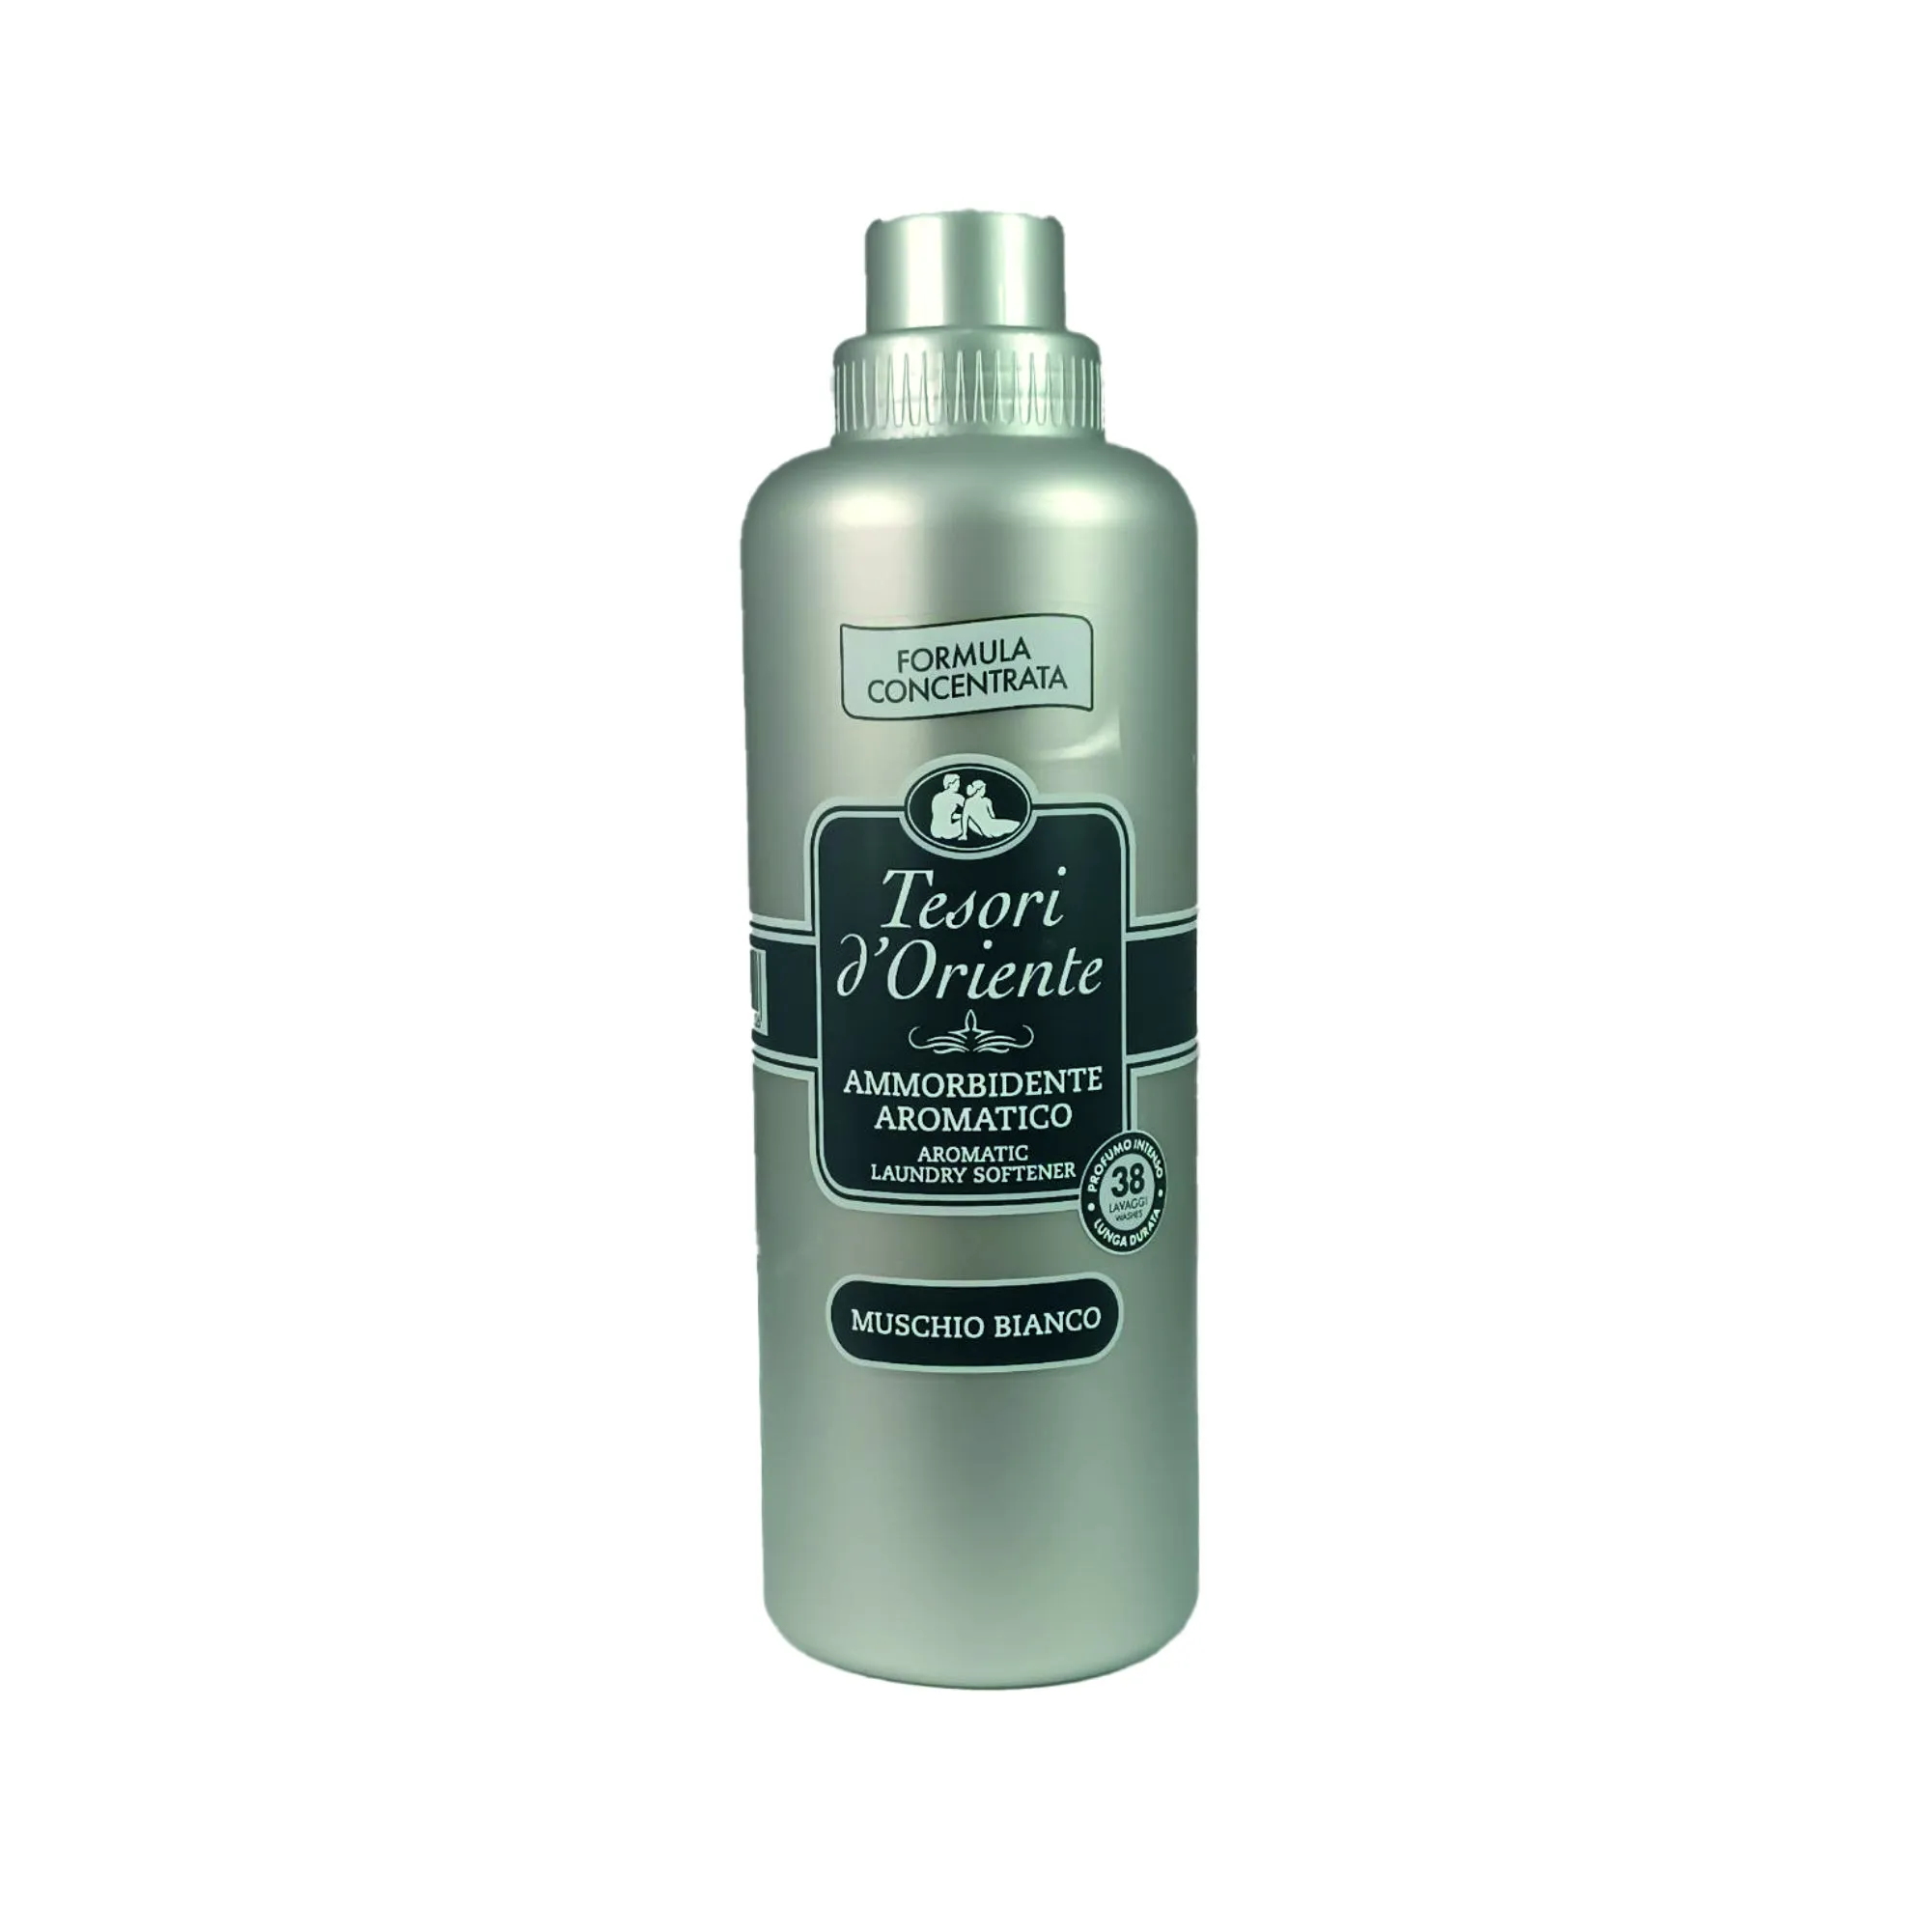 FORMULA
CONCENTRATA
Tesori
d'Oriente
AMMORBIDENTE
AROMATICO
AROMATIC
LAUNDRY SOFTENER
PROFUMO INTENSO
38
LAVAGGI
WASHES
LUNGA DURATA
MUSCHIO BIANCO